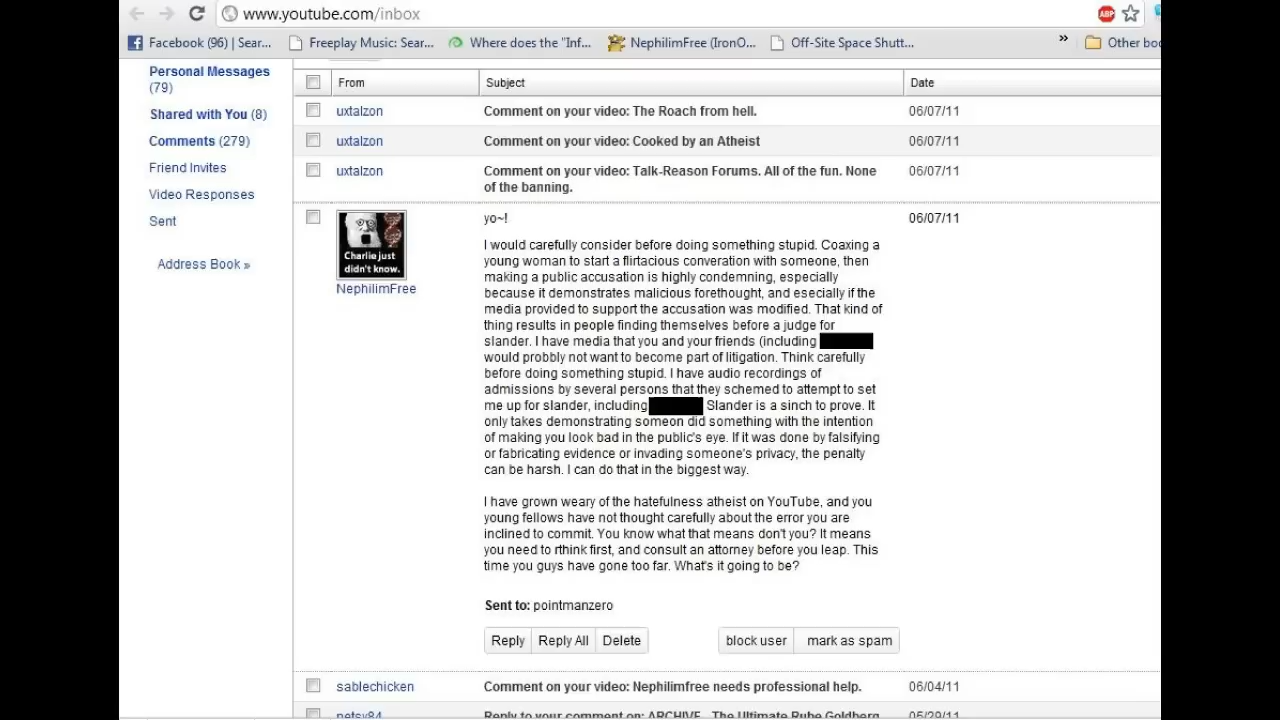 www.youtube.com/inbox
ABP
Facebook (96) | Sear...
Freeplay Music: Sear...
Where does the "Inf...
NephilimFree (IronO...
Off-Site Space Shutt...
»
Other boo
Personal Messages
(79)
Shared with You (8)
Comments (279)
Friend Invites
Video Responses
Sent
Address Book »
From
Subject
Date
uxtalzon
Comment on your video: The Roach from hell.
06/07/11
uxtalzon
Comment on your video: Cooked by an Atheist
06/07/11
uxtalzon
Comment on your video: Talk-Reason Forums. All of the fun. None
of the banning.
06/07/11
Charlie just
didn't know.
NephilimFree
yo~!
06/07/11
I would carefully consider before doing something stupid. Coaxing a
young woman to start a flirtacious converation with someone, then
making a public accusation is highly condemning, especially
because it demonstrates malicious forethought, and esecially if the
media provided to support the accusation was modified. That kind of
thing results in people finding themselves before a judge for
slander. I have media that you and your friends (including
would probbly not want to become part of litigation. Think carefully
before doing something stupid. I have audio recordings of
admissions by several persons that they schemed to attempt to set
me up for slander, including Slander is a sinch to prove. It
only takes demonstrating someon did something with the intention
of making you look bad in the public's eye. If it was done by falsifying
or fabricating evidence or invading someone's privacy, the penalty
can be harsh. I can do that in the biggest way.
I have grown weary of the hatefulness atheist on YouTube, and you
young fellows have not thought carefully about the error you are
inclined to commit. You know what that means don't you? It means
you need to rthink first, and consult an attorney before you leap. This
time you guys have gone too far. What's it going to be?
Sent to: pointmanzero
Reply
Reply All
Delete
block user
mark as spam
sablechicken
Comment on your video: Nephilimfree needs professional help.
06/04/11
netsy84
Reply to your comment on: ARCHIVE - The Ultimate Rube Goldberg
05/29/11